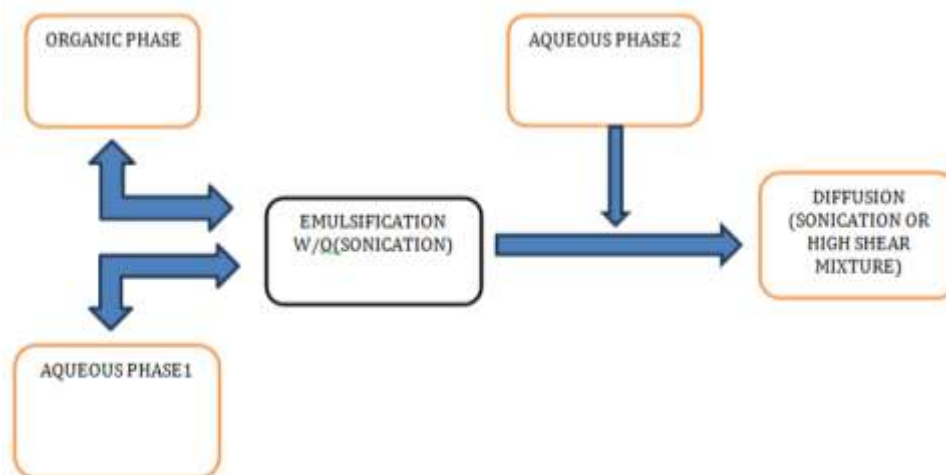 ORGANIC PHASE
AQUEOUS PHASE2
EMULSIFICATION
W/O(SONICATION)
DIFFUSION
(SONICATION OR
HIGH SHEAR
MIXTURE)
AQUEOUS PHASE1